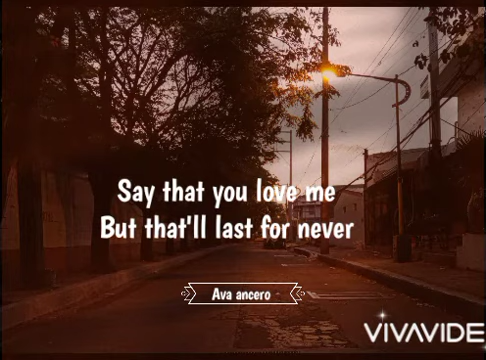 Say that you love me
But that'll last for never
Ava ancero
VIVAVIDE